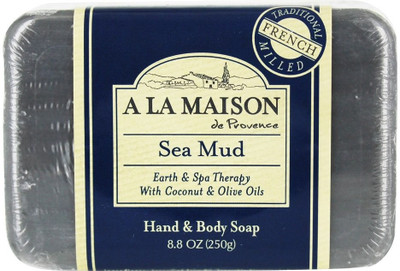 TRADITIONAL
FRENCH
MILLED
A LA MAISON
de Provence
Sea Mud
Earth & Spa Therapy
With Coconut & Olive Oils
Hand & Body Soap
8.8 OZ (250g)